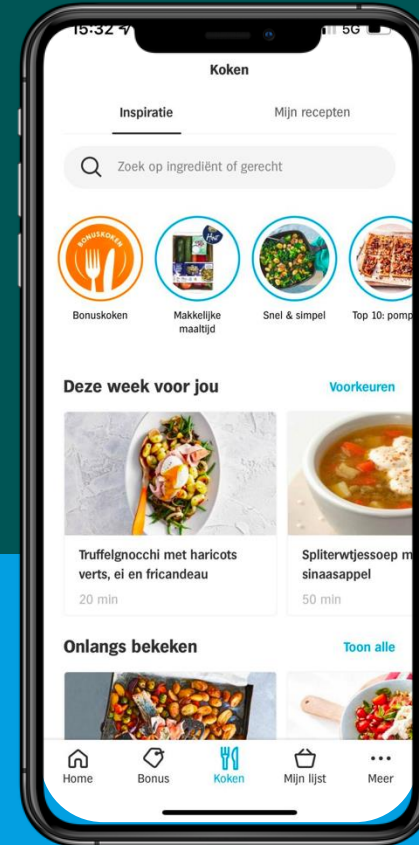 15:32
5G
Koken
Inspiratie
Mijn recepten
Zoek op ingrediënt of gerecht
BONUSKOKEN
Hot
Bonuskoken
Makkelijke
maaltijd
Snel & simpel
Top 10:
Deze week voor jou
Voorkeuren
Truffelgnocchi met haricots
verts, ei en fricandeau
20 min
Spliterwtjessoep
sinaasappel
50 min
Onlangs bekeken
Toon alle
Home
Bonus
Koken
Mijn lijst
Meer